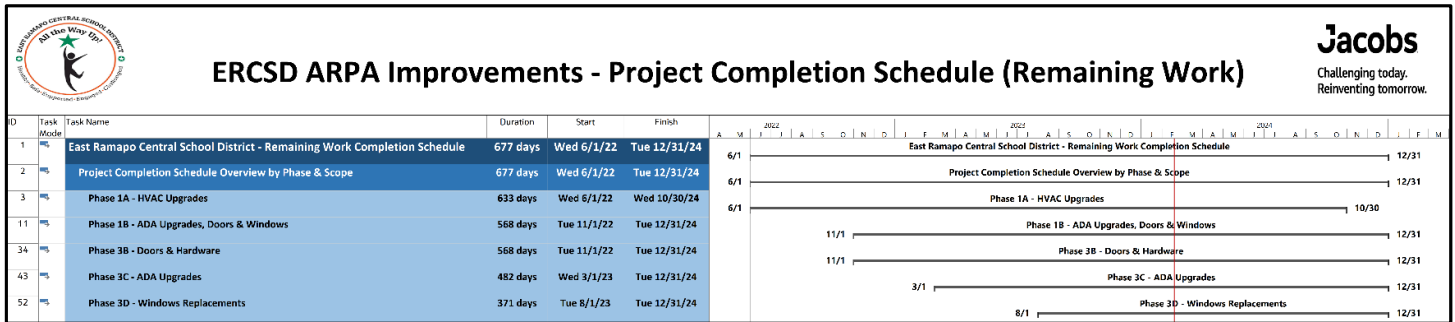 EAST RAMAPO CENTRAL SCHOOL DISTRICT
All the Way Up!
ERCSD ARPA Improvements - Project Completion Schedule (Remaining Work)
Jacobs
Challenging today.
Reinventing tomorrow.
ID Task Mode Task Name Duration Start Finish
2022 2023 2024
A M J J A S O N D J F M A M J J A S O N D J F M A M J J A S O N D J F M
1 East Ramapo Central School District - Remaining Work Completion Schedule 677 days Wed 6/1/22 Tue 12/31/24
East Ramapo Central School District - Remaining Work Completion Schedule
6/1 12/31
2 Project Completion Schedule Overview by Phase & Scope 677 days Wed 6/1/22 Tue 12/31/24
Project Completion Schedule Overview by Phase & Scope
6/1 12/31
3 Phase 1A - HVAC Upgrades 633 days Wed 6/1/22 Wed 10/30/24
Phase 1A - HVAC Upgrades
6/1 10/30
11 Phase 1B - ADA Upgrades, Doors & Windows 568 days Tue 11/1/22 Tue 12/31/24
Phase 1B - ADA Upgrades, Doors & Windows
11/1 12/31
34 Phase 3B - Doors & Hardware 568 days Tue 11/1/22 Tue 12/31/24
Phase 3B - Doors & Hardware
11/1 12/31
43 Phase 3C - ADA Upgrades 482 days Wed 3/1/23 Tue 12/31/24
Phase 3C - ADA Upgrades
3/1 12/31
52 Phase 3D - Windows Replacements 371 days Tue 8/1/23 Tue 12/31/24
Phase 3D - Windows Replacements
8/1 12/31